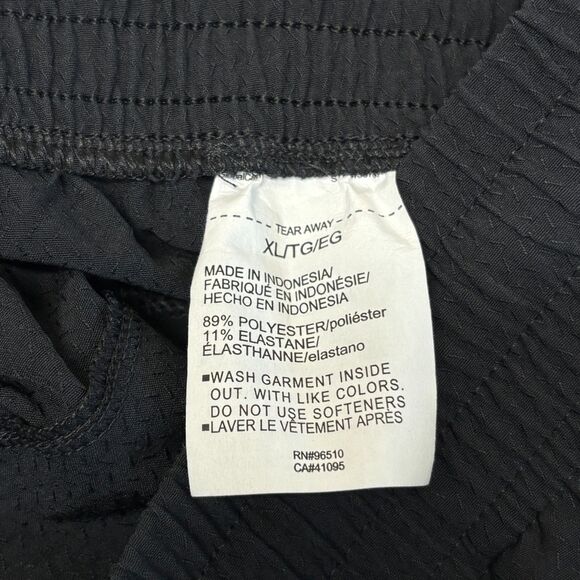 TEAR AWAY
XL/TG/EG
MADE IN INDONESIA/
FABRIQUÉ EN INDONÉSIE/
HECHO EN INDONESIA
89% POLYESTER/poliéster
11% ELASTANE/
ÉLASTHANNE/elastano
■WASH GARMENT INSIDE
OUT. WITH LIKE COLORS.
DO NOT USE SOFTENERS
■LAVER LE VÊTEMENT APRÈS
RN#96510
CA#41095